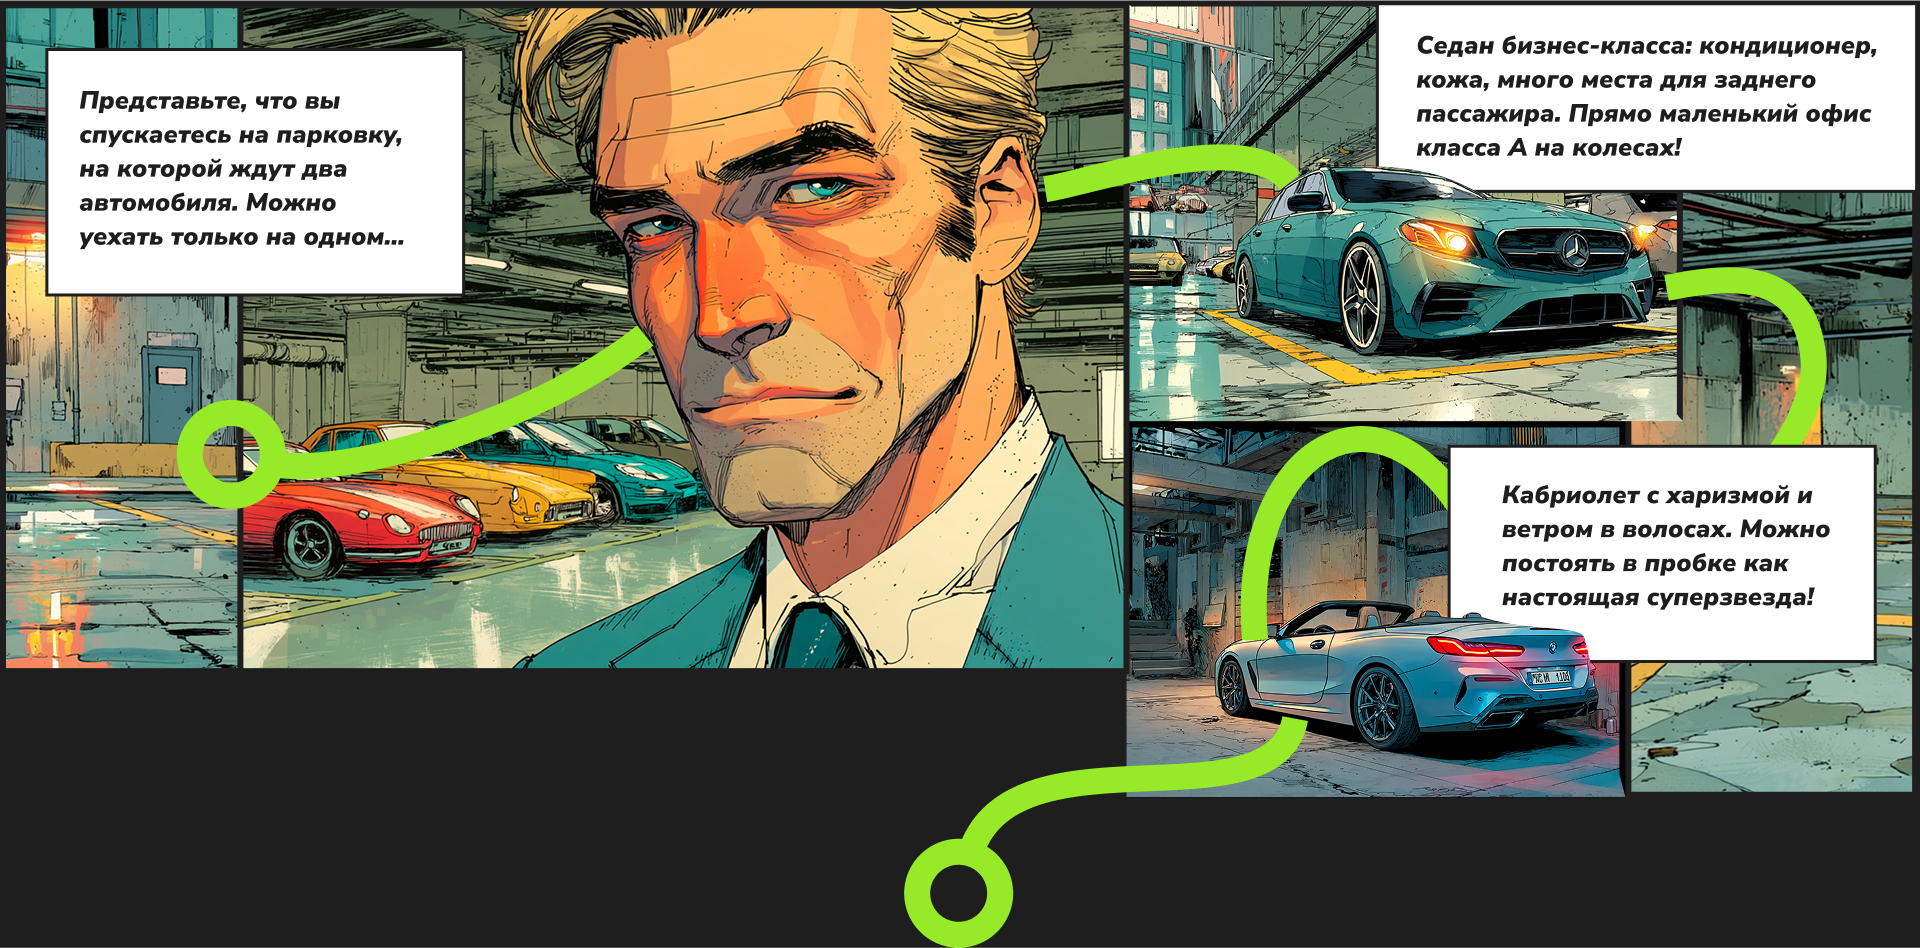 Представьте, что вы
спускаетесь на парковку,
на которой ждут два
автомобиля. Можно
уехать только на одном...
Седан бизнес-класса: кондиционер,
кожа, много места для заднего
пассажира. Прямо маленький офис
класса А на колесах!
Кабриолет с харизмой и
ветром в волосах. Можно
постоять в пробке как
настоящая суперзвезда!